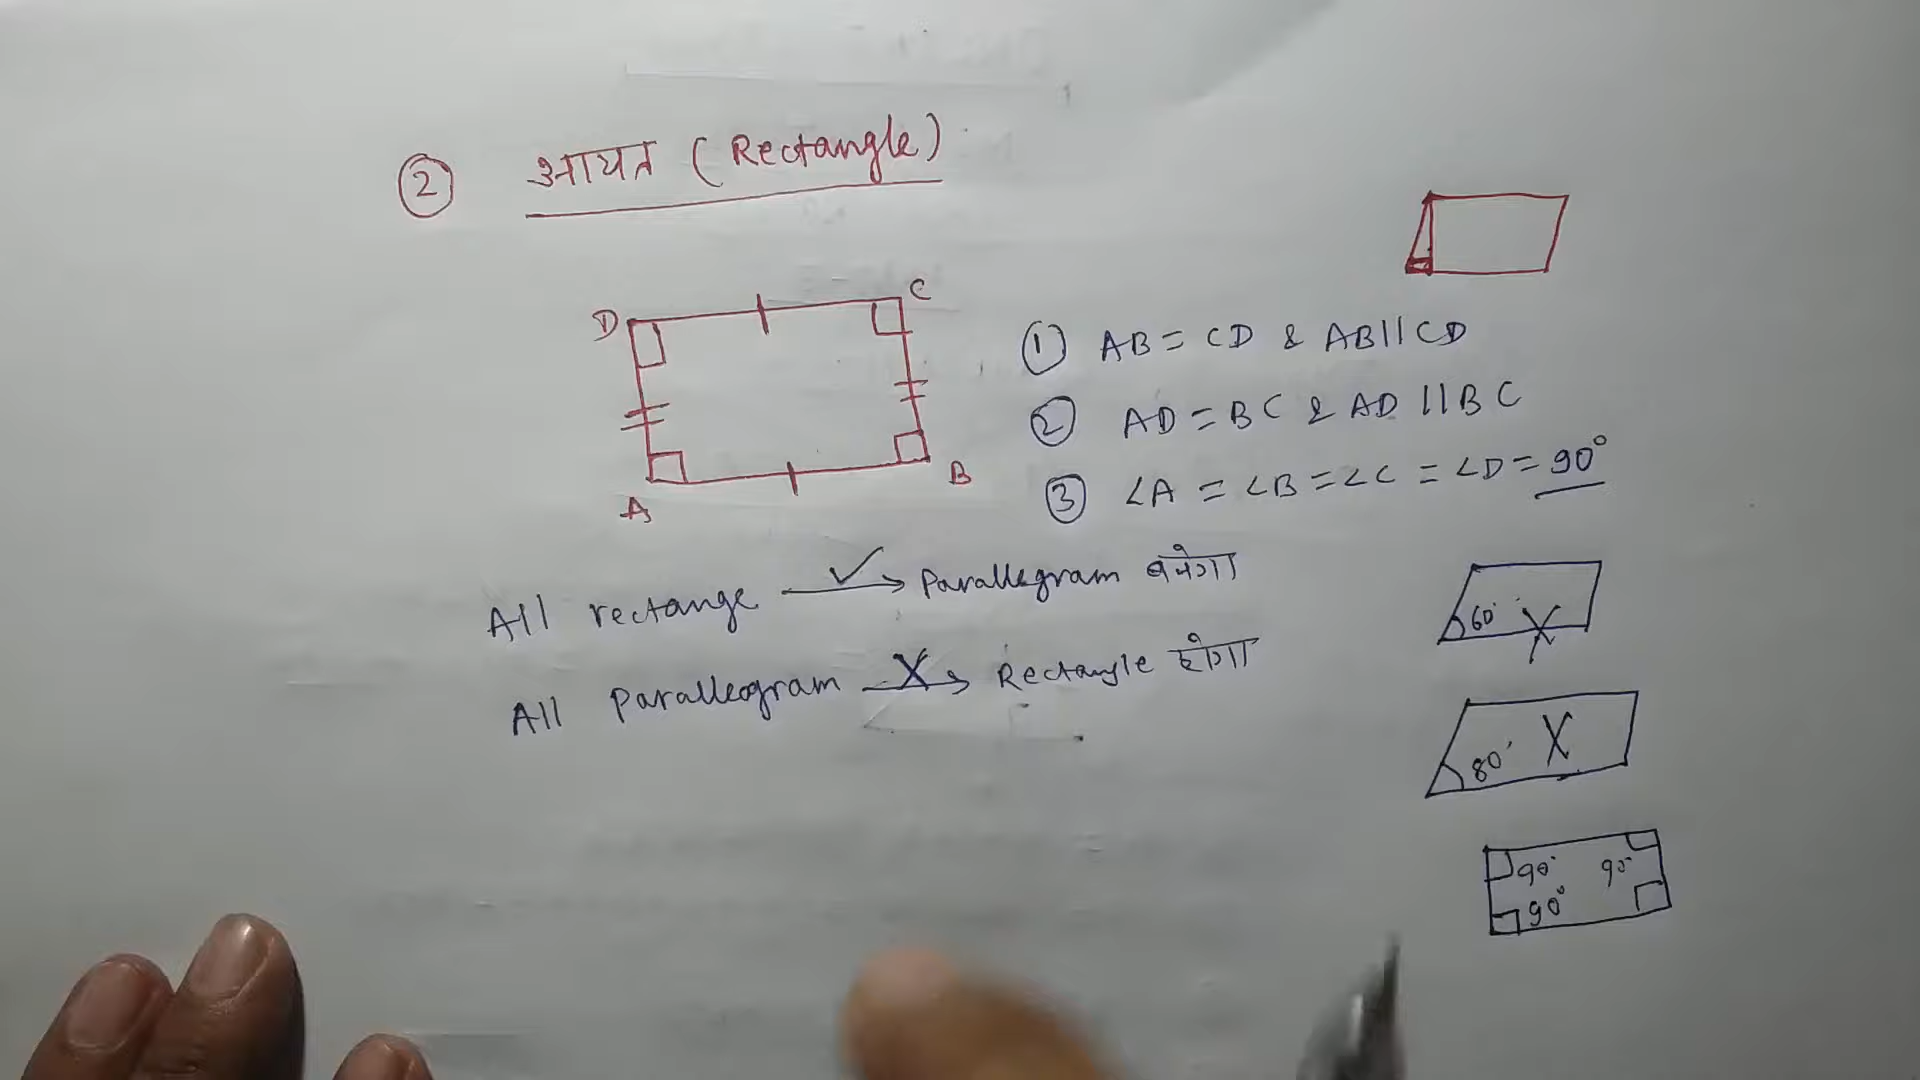 ② आयत (Rectangle)
D C
A B
① AB = CD & AB || CD
② AD = BC & AD || BC
③ ∠A = ∠B = ∠C = ∠D = 90°
All rectange ✓→ Parallegram बनेगा
All Paralleogram X→ Rectangle होगा
60° X
80° X
90° 90°
90°